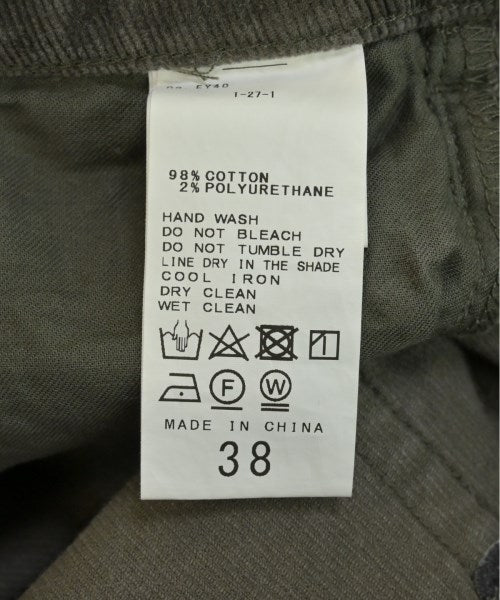 1-27-1
98% COTTON
2% POLYURETHANE
HAND WASH
DO NOT BLEACH
DO NOT TUMBLE DRY
LINE DRY IN THE SHADE
COOL IRON
DRY CLEAN
WET CLEAN
F W
MADE IN CHINA
38